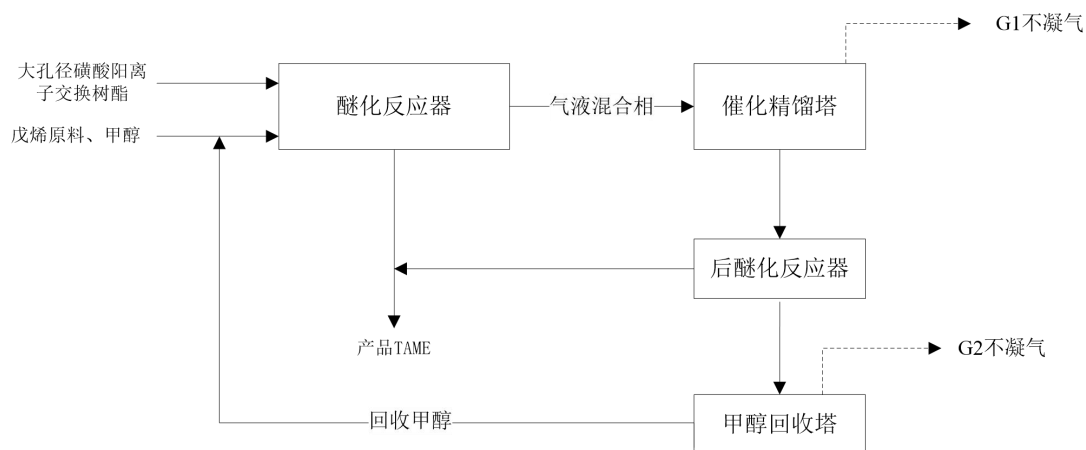 G1不凝气
大孔径磺酸阳离
子交换树酯
醚化反应器
气液混合相
催化精馏塔
戊烯原料、甲醇
后醚化反应器
产品TAME
G2不凝气
回收甲醇
甲醇回收塔